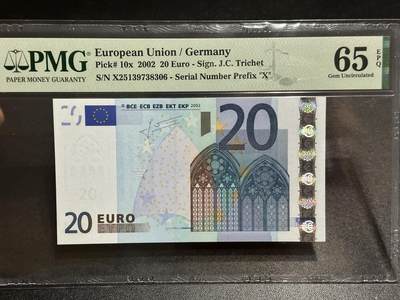 PMG
PAPER MONEY GUARANTY
European Union / Germany
Pick# 10x 2002 20 Euro - Sign. J.C. Trichet
S/N X25139738306 - Serial Number Prefix "X"
65 EPQ
Gem Uncirculated
BCE ECB EZB EKT EKP 2002
20
20 EURO